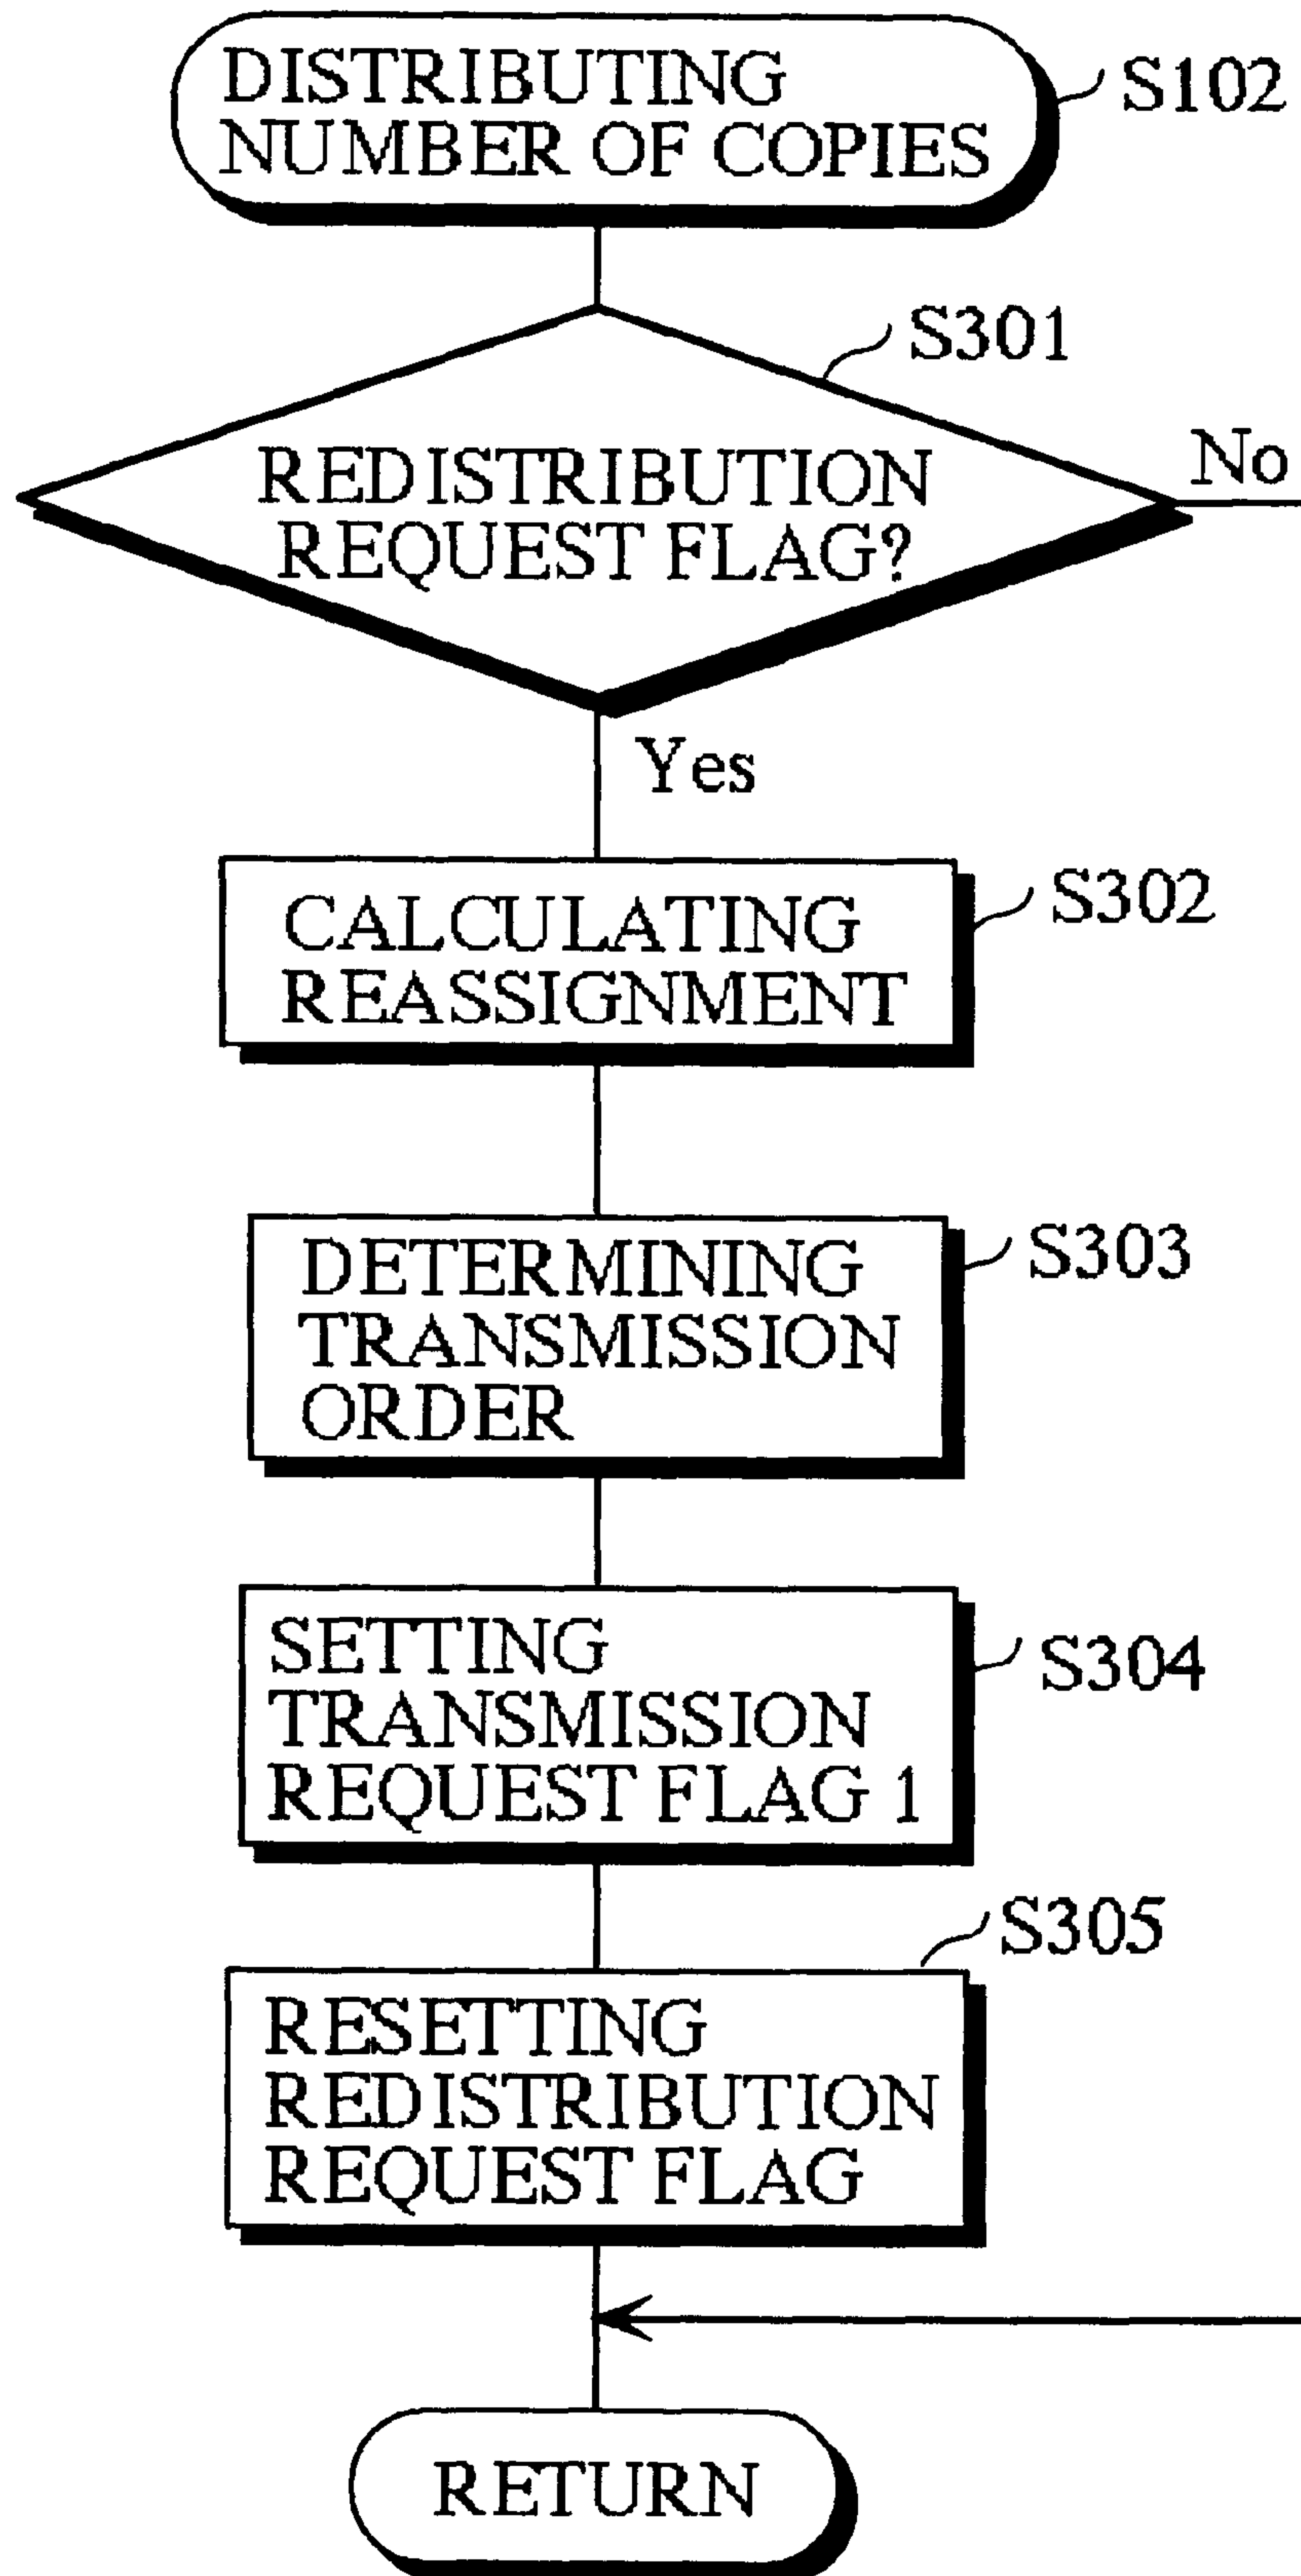 DISTRIBUTING
NUMBER OF COPIES
S102
S301
REDISTRIBUTION
REQUEST FLAG?
No
Yes
CALCULATING
REASSIGNMENT
S302
DETERMINING
TRANSMISSION
ORDER
S303
SETTING
TRANSMISSION
REQUEST FLAG 1
S304
S305
RESETTING
REDISTRIBUTION
REQUEST FLAG
RETURN